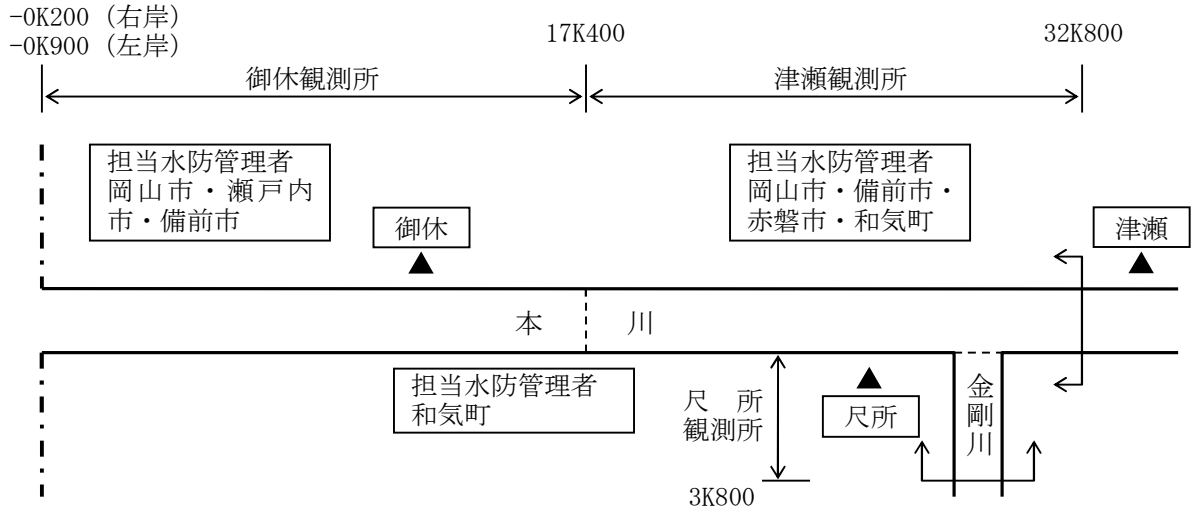 -0K200 (右岸)
-0K900 (左岸)
17K400
32K800
御休観測所
津瀬観測所
担当水防管理者
岡山市・瀬戸内
市・備前市
担当水防管理者
岡山市・備前市・
赤磐市・和気町
御休
津瀬
本 川
担当水防管理者
和気町
尺 所
観測所
尺所
金剛川
3K800